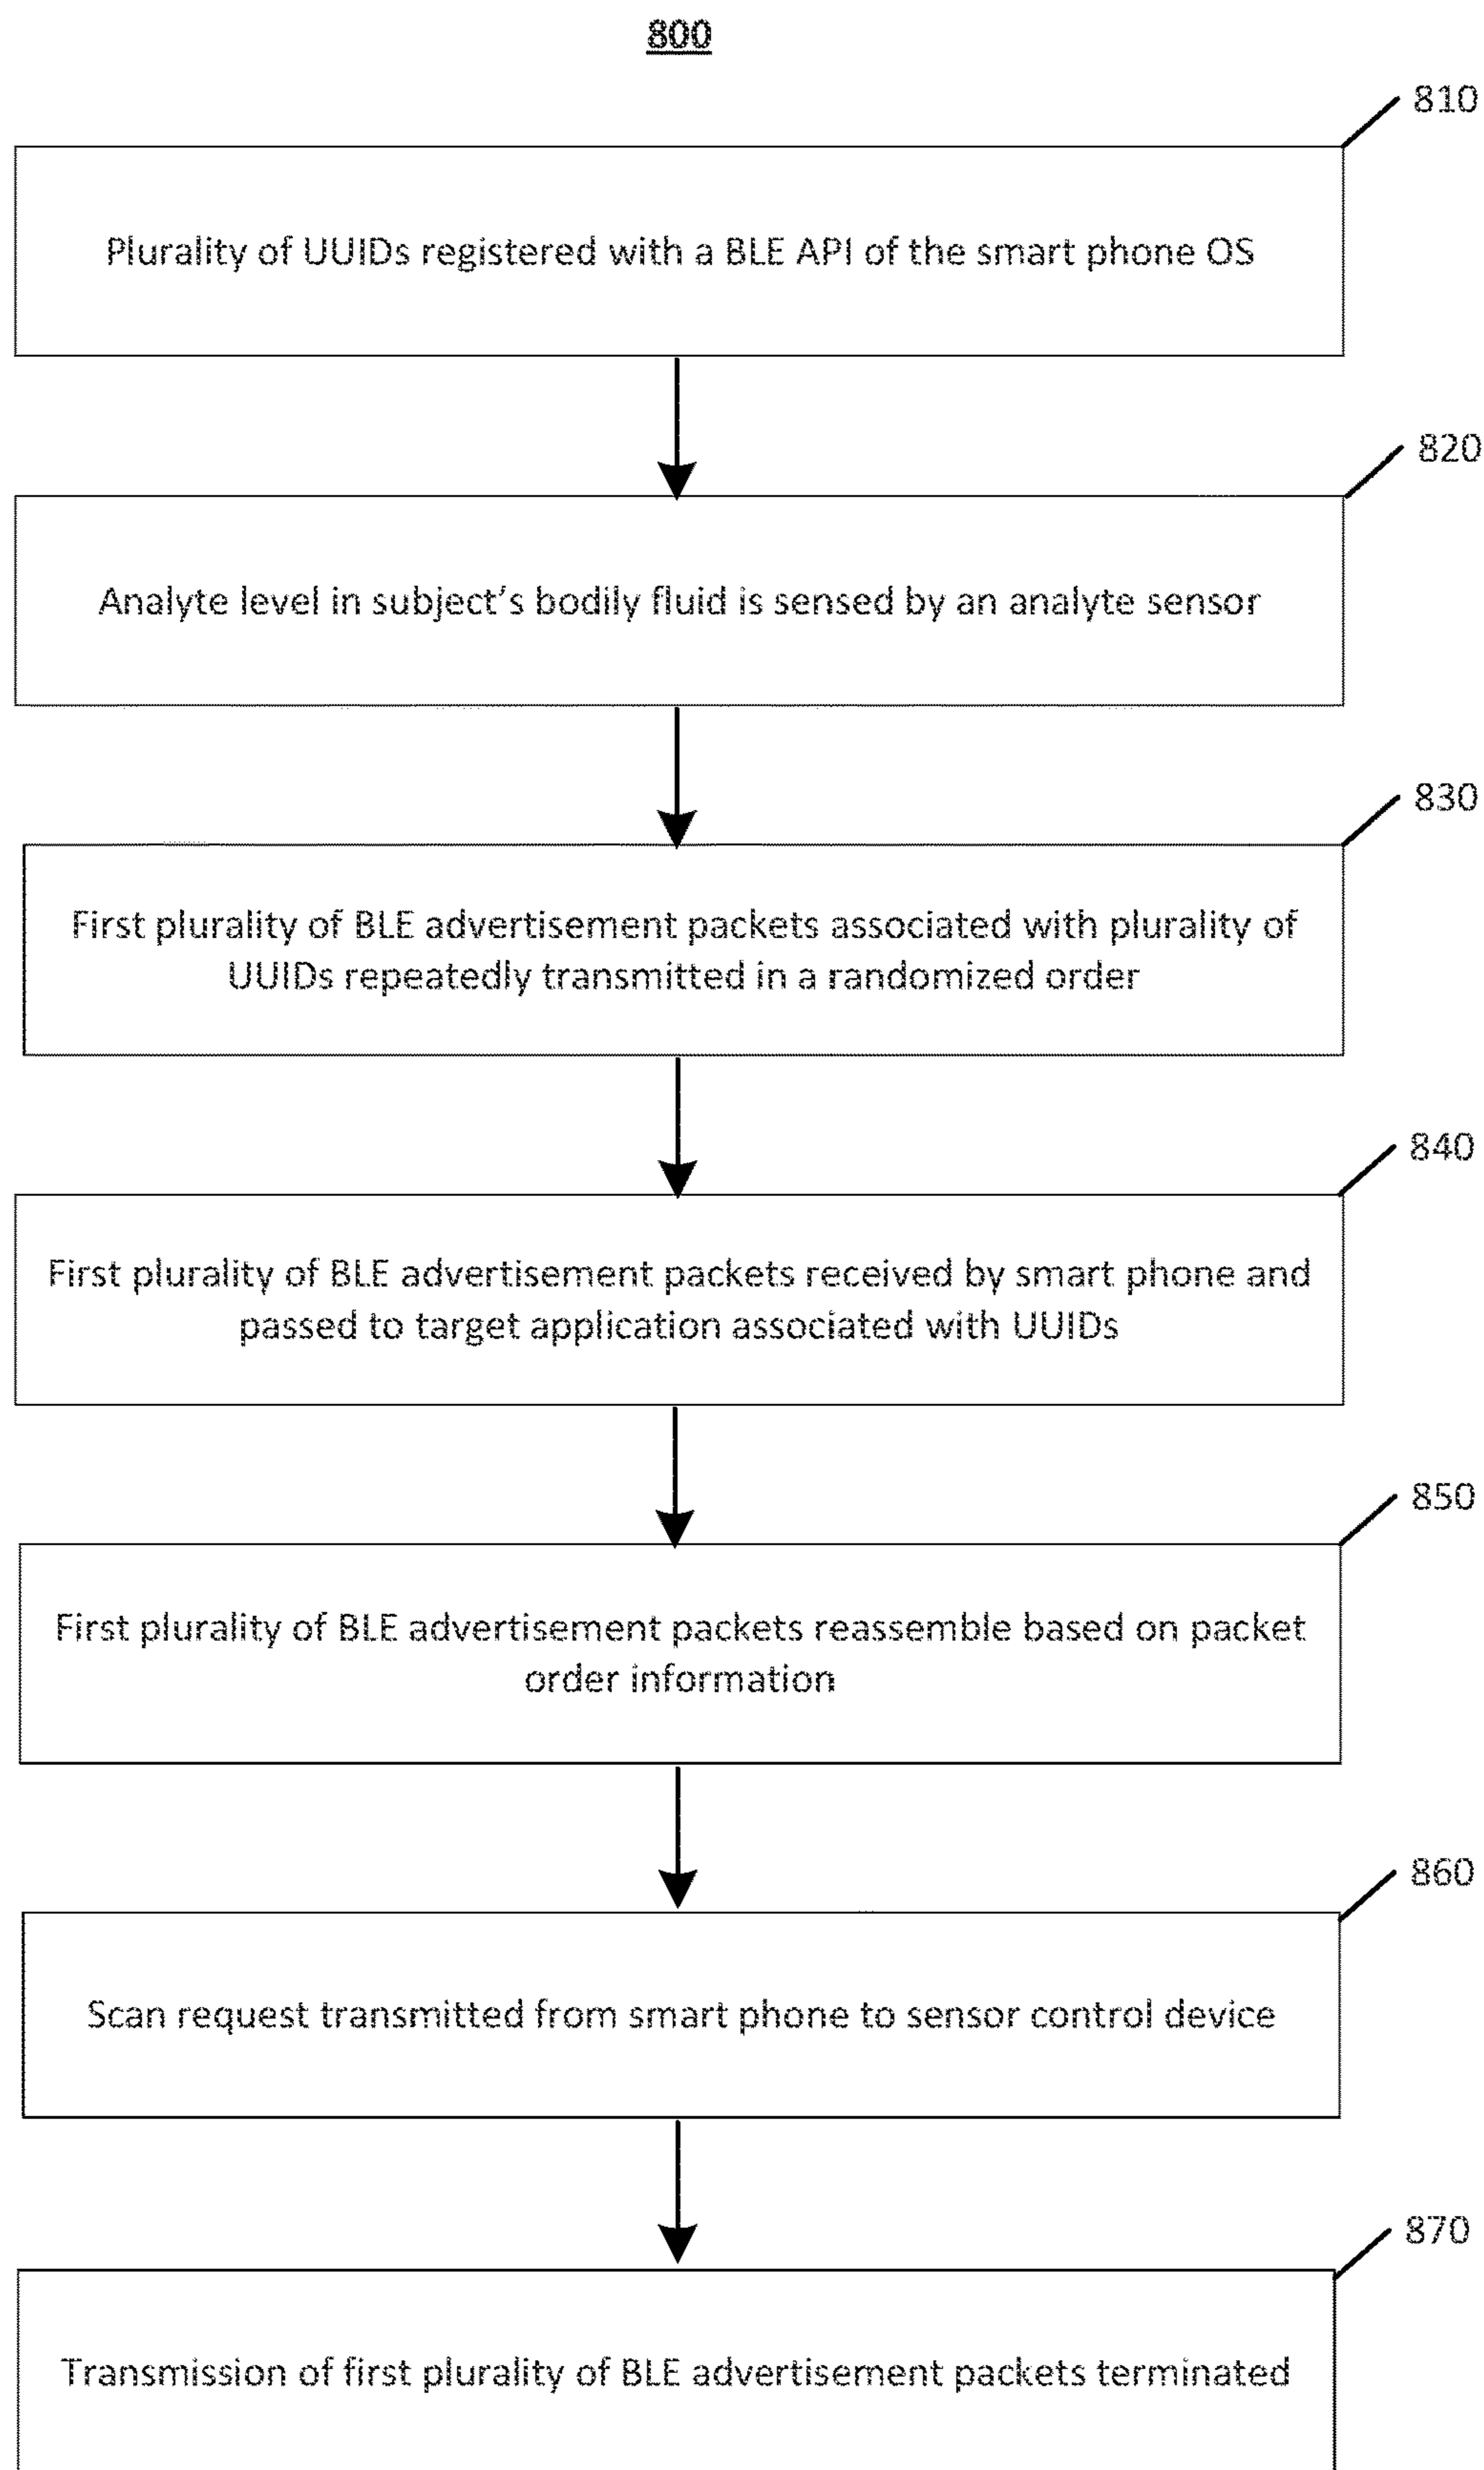 800
810
Plurality of UUIDs registered with a BLE API of the smart phone OS
820
Analyte level in subject's bodily fluid is sensed by an analyte sensor
830
First plurality of BLE advertisement packets associated with plurality of
UUIDs repeatedly transmitted in a randomized order
840
First plurality of BLE advertisement packets received by smart phone and
passed to target application associated with UUIDs
850
First plurality of BLE advertisement packets reassemble based on packet
order information
860
Scan request transmitted from smart phone to sensor control device
870
Transmission of first plurality of BLE advertisement packets terminated